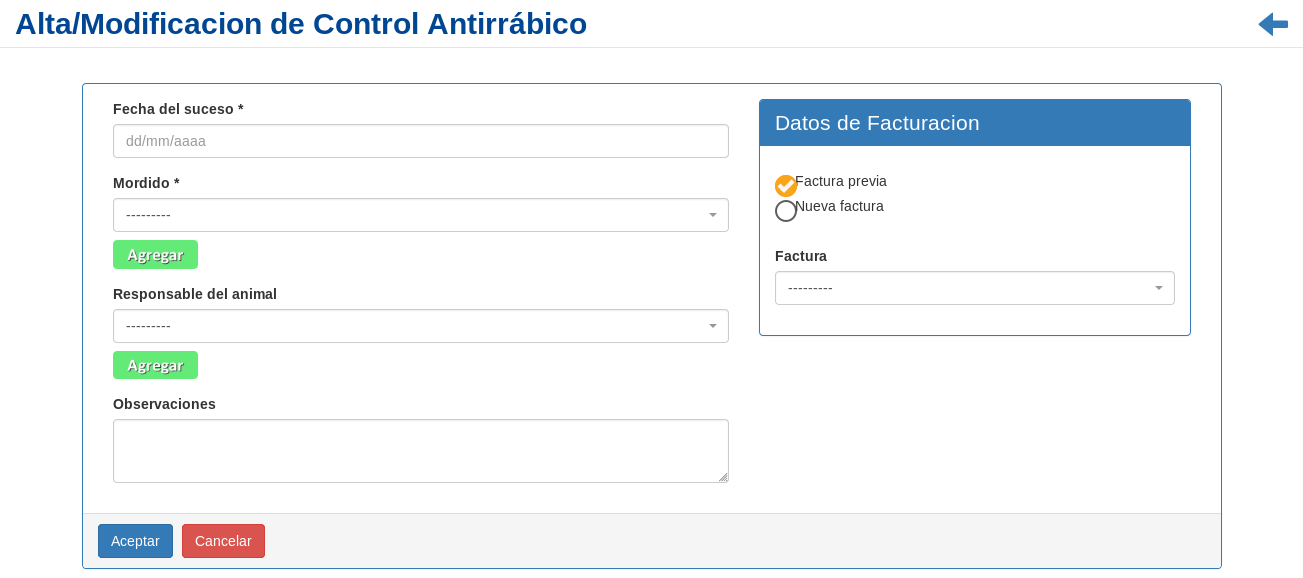 Alta/Modificacion de Control Antirrábico
Fecha del suceso *
dd/mm/aaaa
Mordido *
---------
Agregar
Responsable del animal
---------
Agregar
Observaciones
Datos de Facturacion
Factura previa
Nueva factura
Factura
---------
Aceptar
Cancelar